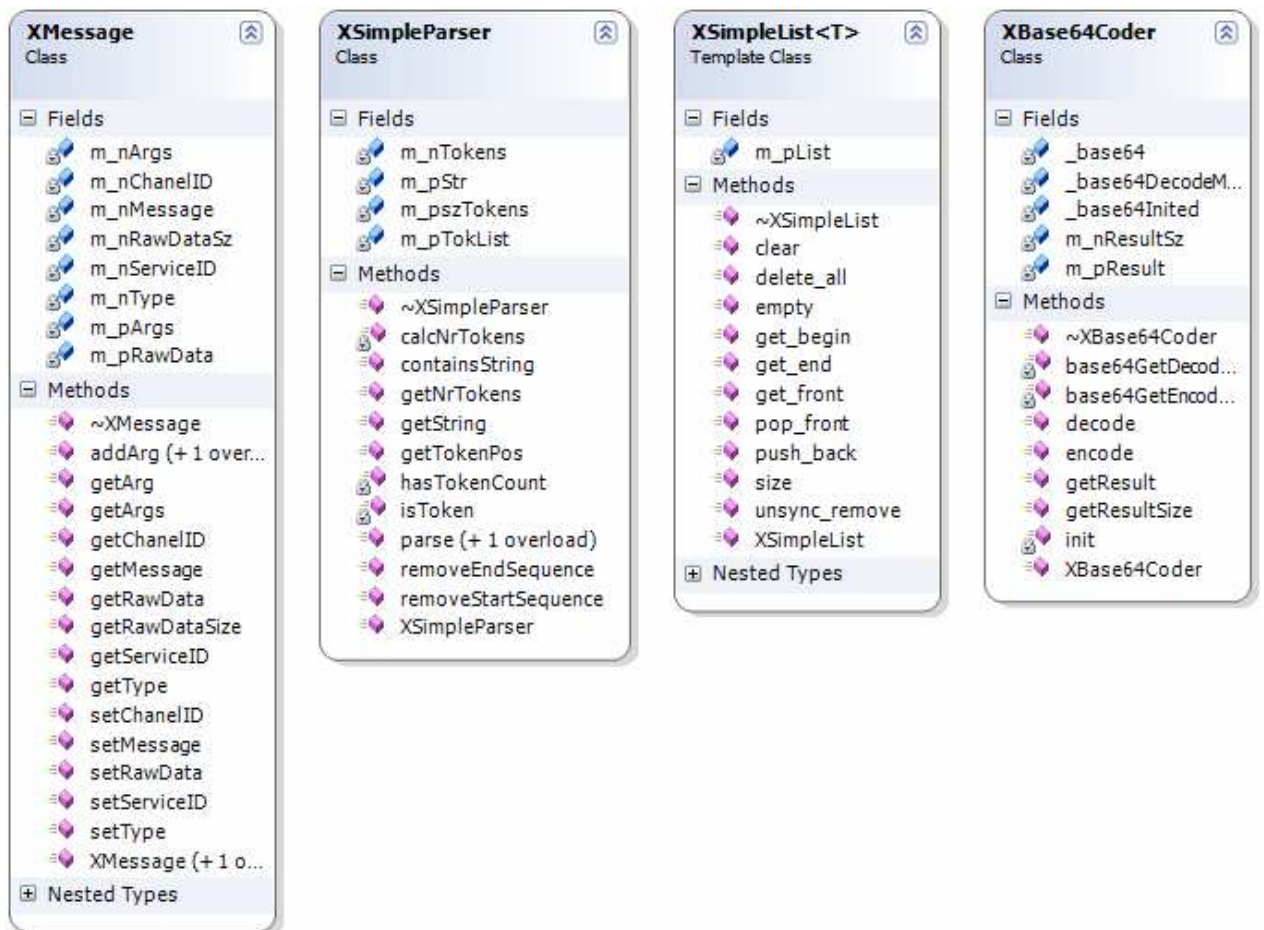 XMessage
Class
Fields
m_nArgs
m_nChanelID
m_nMessage
m_nRawDataSz
m_nServiceID
m_nType
m_pArgs
m_pRawData
Methods
~XMessage
addArg (+ 1 over...
getArg
getArgs
getChanelID
getMessage
getRawData
getRawDataSize
getServiceID
getType
setChanelID
setMessage
setRawData
setServiceID
setType
XMessage (+ 1 o...
Nested Types
XSimpleParser
Class
Fields
m_nTokens
m_pStr
m_pszTokens
m_pTokList
Methods
~XSimpleParser
calcNrTokens
containsString
getNrTokens
getString
getTokenPos
hasTokenCount
isToken
parse (+ 1 overload)
removeEndSequence
removeStartSequence
XSimpleParser
XSimpleList<T>
Template Class
Fields
m_pList
Methods
~XSimpleList
clear
delete_all
empty
get_begin
get_end
get_front
pop_front
push_back
size
unsync_remove
XSimpleList
Nested Types
XBase64Coder
Class
Fields
_base64
_base64DecodeM...
_base64Inited
m_nResultSz
m_pResult
Methods
~XBase64Coder
base64GetDecod...
base64GetEncod...
decode
encode
getResult
getResultSize
init
XBase64Coder